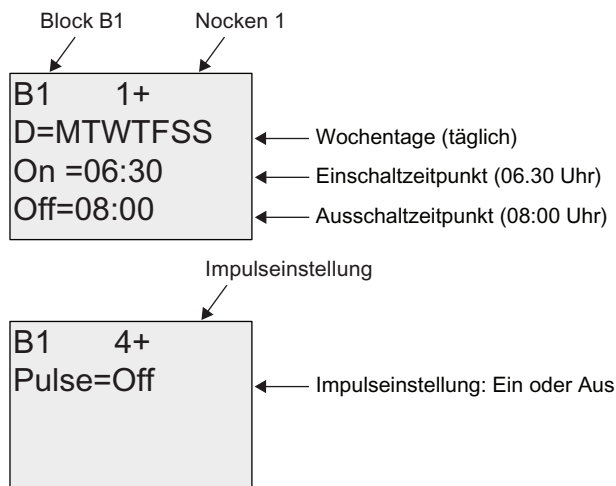 Block B1 Nocken 1
B1 1+
D=MTWTFSS Wochentage (täglich)
On =06:30 Einschaltzeitpunkt (06.30 Uhr)
Off=08:00 Ausschaltzeitpunkt (08:00 Uhr)
Impulseinstellung
B1 4+
Pulse=Off Impulseinstellung: Ein oder Aus